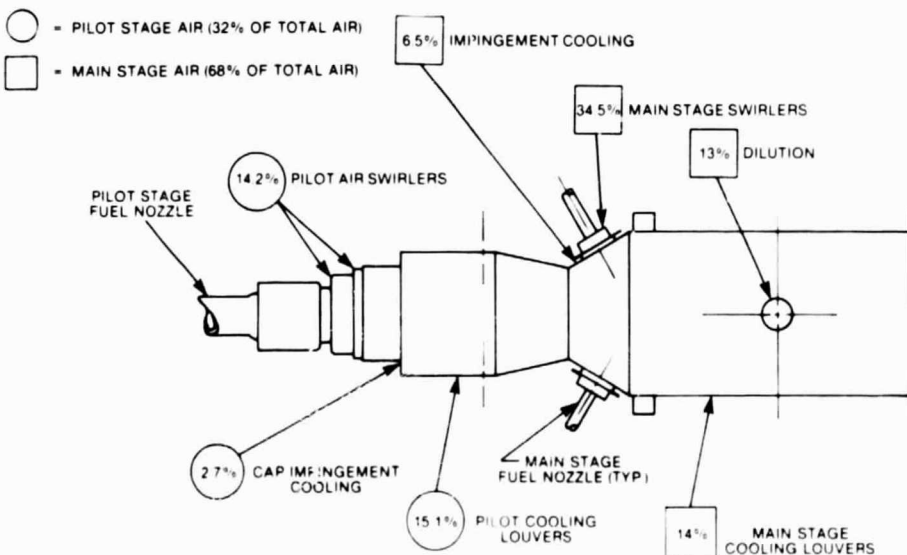 = PILOT STAGE AIR (32% OF TOTAL AIR)
= MAIN STAGE AIR (68% OF TOTAL AIR)
6.5% IMPINGEMENT COOLING
34.5% MAIN STAGE SWIRLERS
13% DILUTION
14.2% PILOT AIR SWIRLERS
PILOT STAGE
FUEL NOZZLE
2.7% CAP IMPINGEMENT
COOLING
MAIN STAGE
FUEL NOZZLE (TYP)
15.1% PILOT COOLING
LOUVERS
14% MAIN STAGE
COOLING LOUVERS